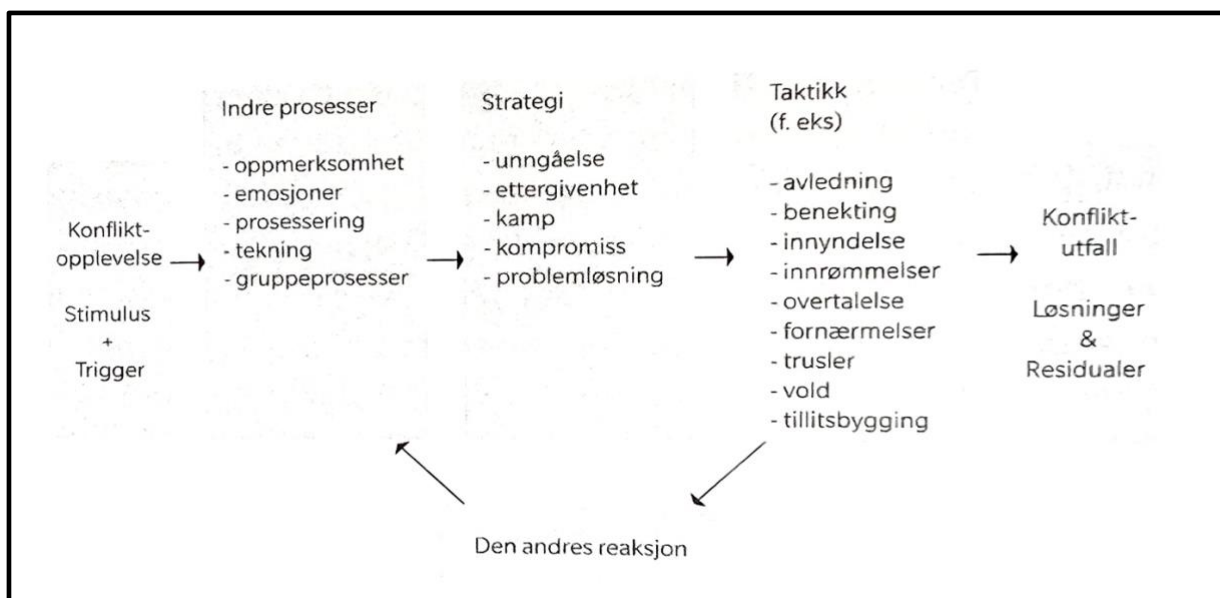 Konflikt-
opplevelse
Stimulus
+
Trigger
Indre prosesser
- oppmerksomhet
- emosjoner
- prosessering
- tekning
- gruppeprosesser
Strategi
- unngåelse
- ettergivenhet
- kamp
- kompromiss
- problemløsning
Taktikk
(f. eks)
- avledning
- benekting
- innyndelse
- innrømmelser
- overtalelse
- fornærmelser
- trusler
- vold
- tillitsbygging
Konflikt-
utfall
Løsninger
&
Residualer
Den andres reaksjon